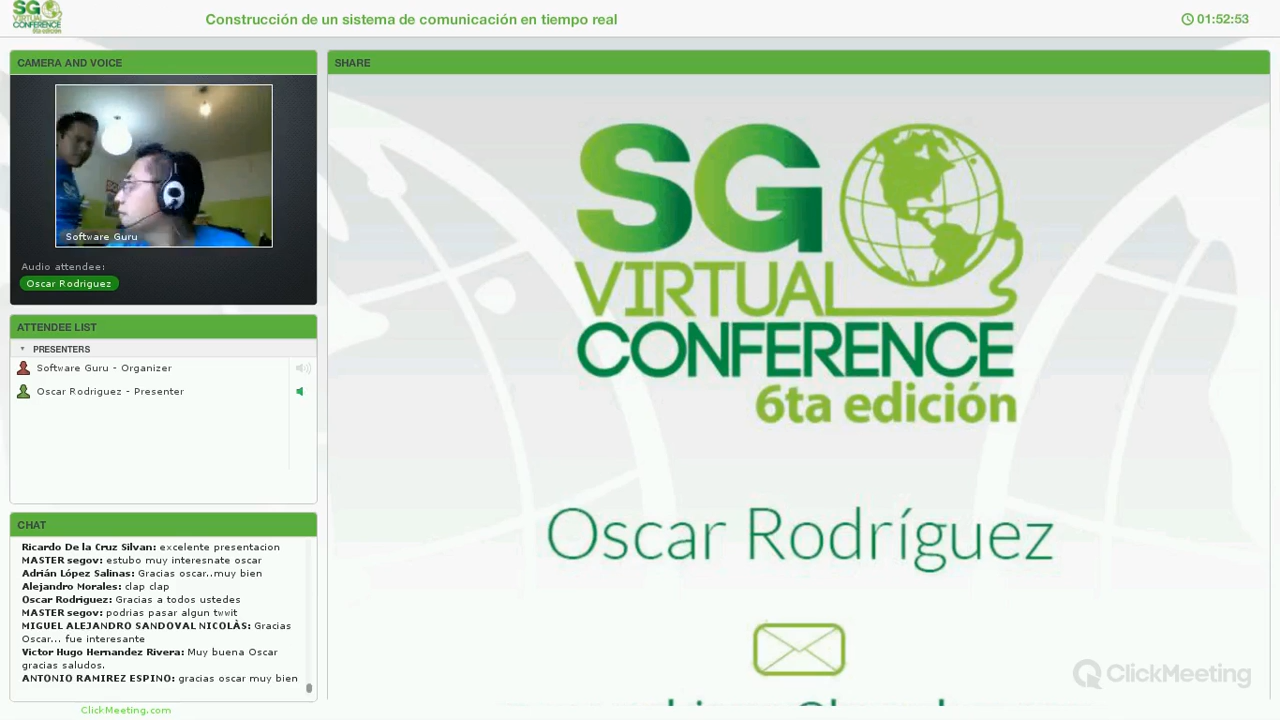 SG
VIRTUAL
CONFERENCE
6ta edición
Construcción de un sistema de comunicación en tiempo real
01:52:53
CAMERA AND VOICE
Software Guru
Audio attendee:
Oscar Rodriguez
ATTENDEE LIST
PRESENTERS
Software Guru - Organizer
Oscar Rodriguez - Presenter
CHAT
Ricardo De la Cruz Silvan: excelente presentacion
MASTER segov: estubo muy interesnate oscar
Adrián López Salinas: Gracias oscar..muy bien
Alejandro Morales: clap clap
Oscar Rodríguez: Gracias a todos ustedes
MASTER segov: podrias pasar algun twwit
MIGUEL ALEJANDRO SANDOVAL NICOLÀS: Gracias
Oscar... fue interesante
Victor Hugo Hernandez Rivera: Muy buena Oscar
gracias saludos.
ANTONIO RAMIREZ ESPINO: gracias oscar muy bien
ClickMeeting.com
SHARE
SG
VIRTUAL
CONFERENCE
6ta edición
Oscar Rodríguez
ClickMeeting